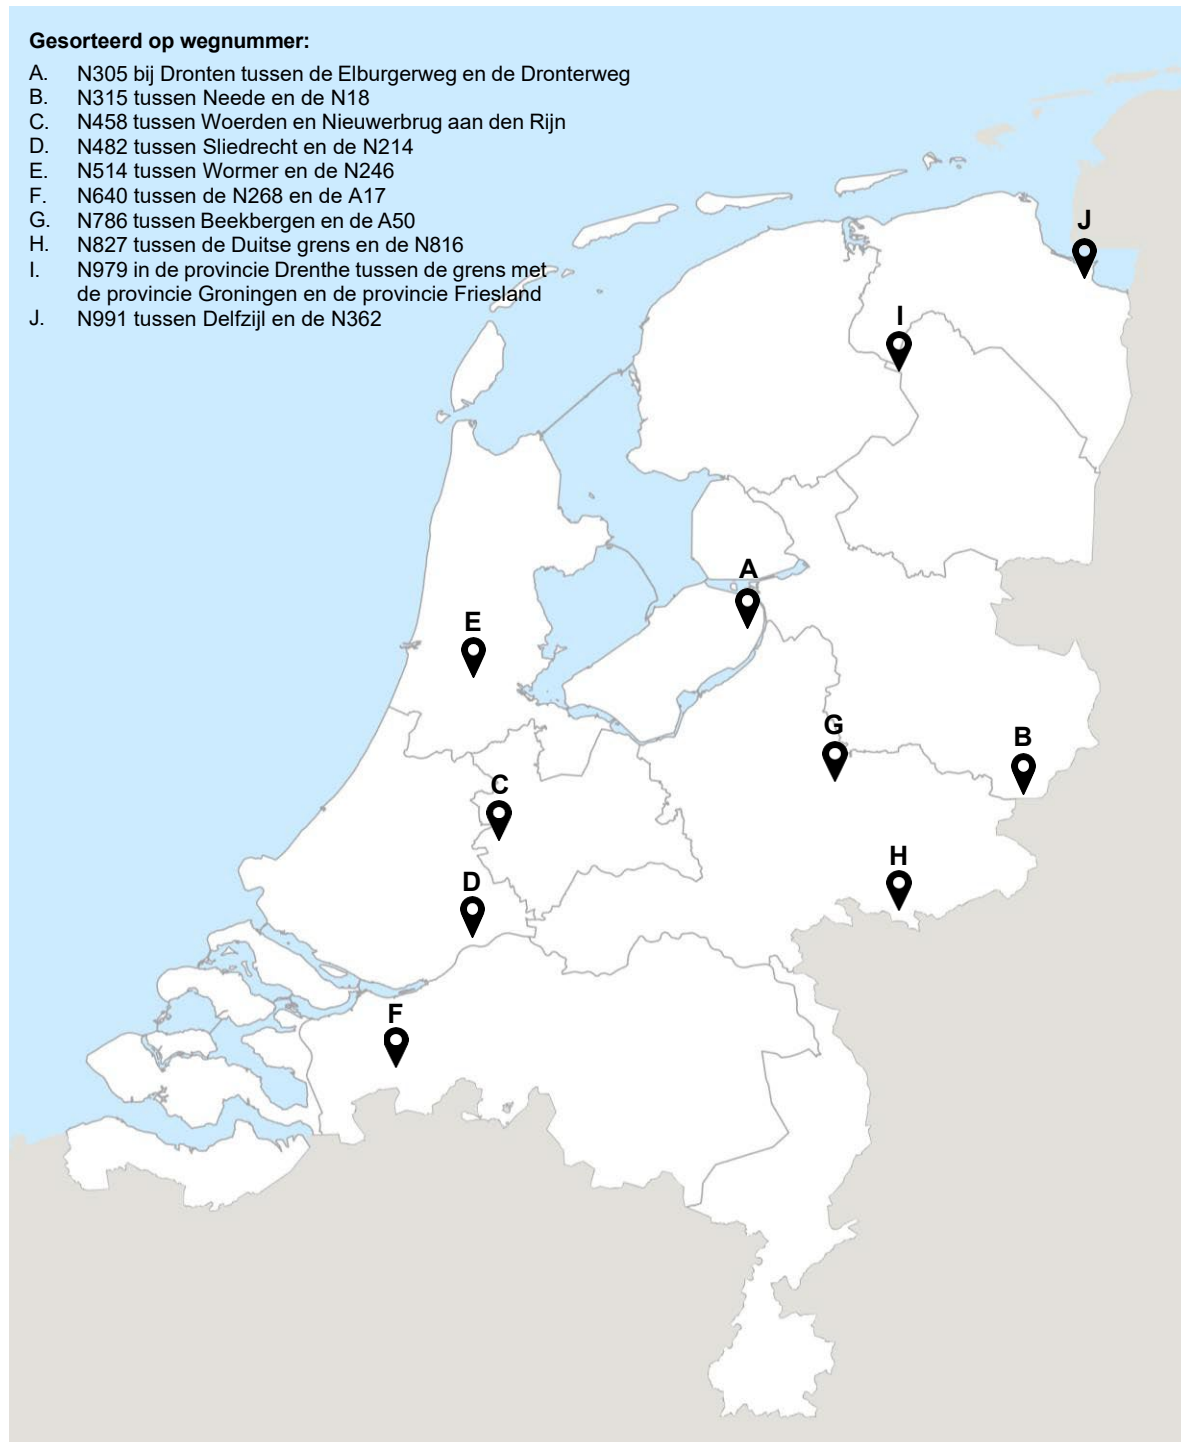 Gesorteerd op wegnummer:
A. N305 bij Dronten tussen de Elburgerweg en de Dronterweg
B. N315 tussen Neede en de N18
C. N458 tussen Woerden en Nieuwerbrug aan den Rijn
D. N482 tussen Sliedrecht en de N214
E. N514 tussen Wormer en de N246
F. N640 tussen de N268 en de A17
G. N786 tussen Beekbergen en de A50
H. N827 tussen de Duitse grens en de N816
I. N979 in de provincie Drenthe tussen de grens met
de provincie Groningen en de provincie Friesland
J. N991 tussen Delfzijl en de N362
J
I
A
E
G
B
C
H
D
F